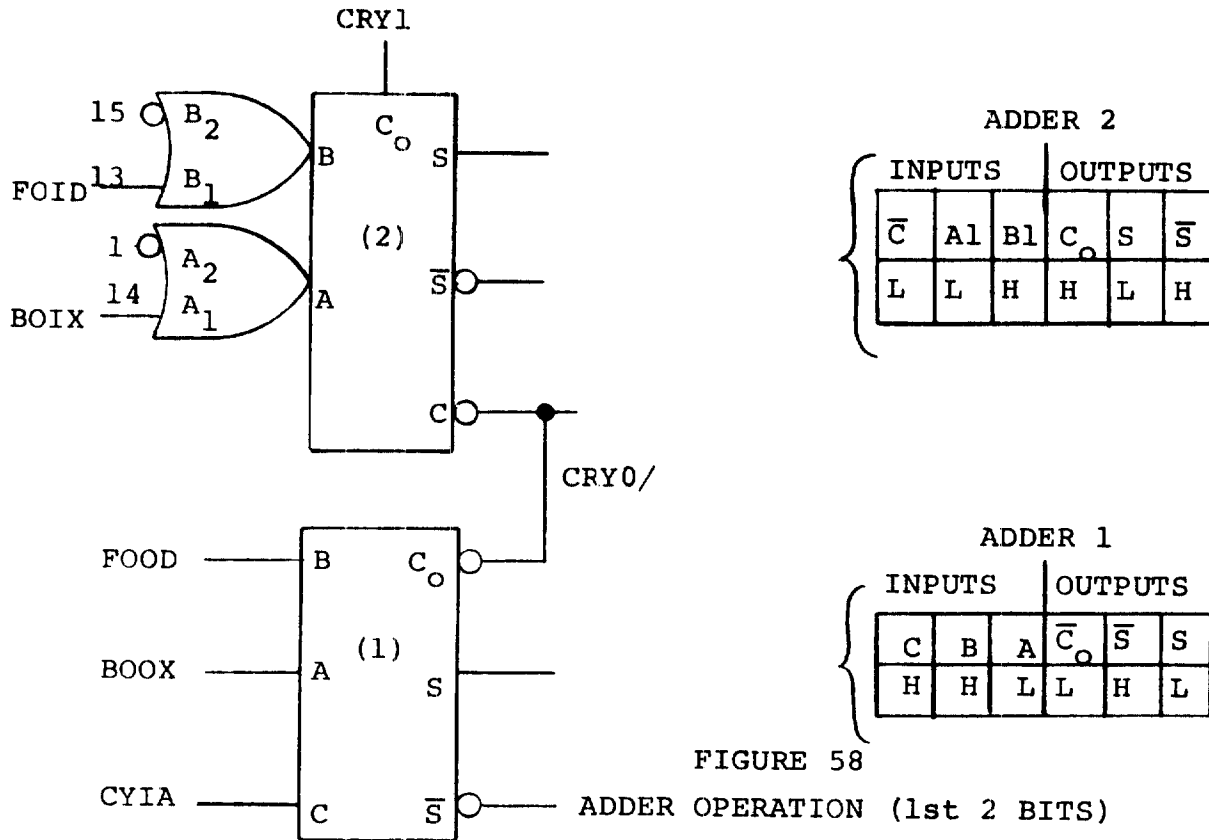 CRY1
15 B2
FOID 13 B1
B
Co S
(2)
1 A2
BOIX 14 A1
A
S̅
C
CRY0/
FOOD B Co
(1)
BOOX A S
CYIA C S̅
ADDER 2
INPUTS OUTPUTS
C̅ A1 B1 Co S S̅
L L H H L H
ADDER 1
INPUTS OUTPUTS
C B A C̅o S̅ S
H H L L H L
FIGURE 58
ADDER OPERATION (1st 2 BITS)